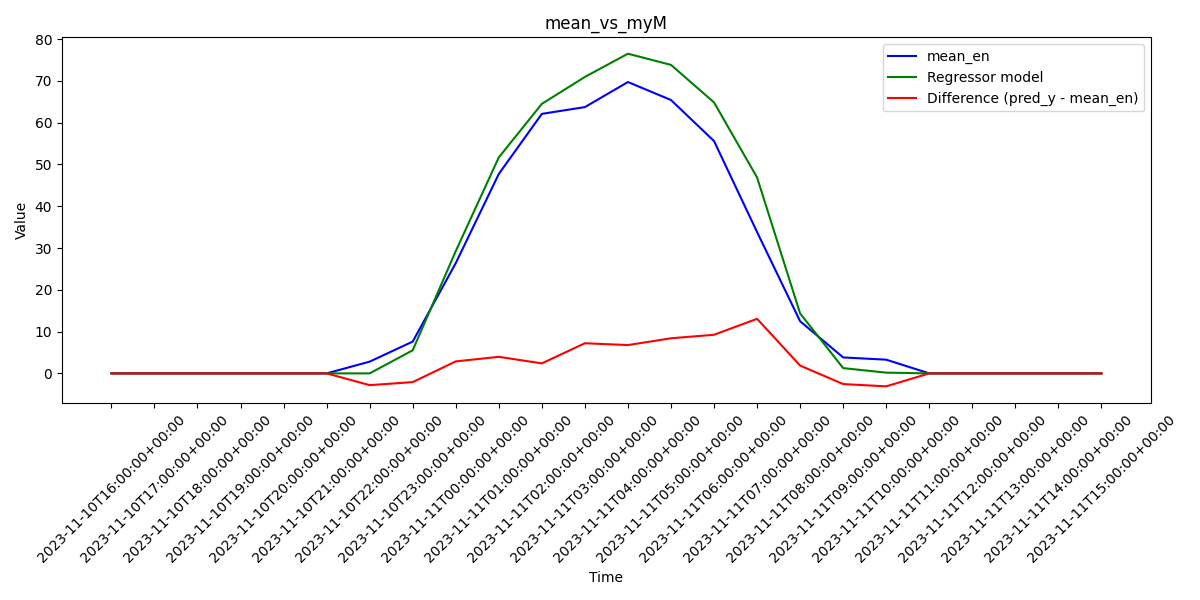 mean_vs_myM
mean_en
Regressor model
Difference (pred_y - mean_en)
Value
80
70
60
50
40
30
20
10
0
2023-11-10T16:00:00+00:00
2023-11-10T17:00:00+00:00
2023-11-10T18:00:00+00:00
2023-11-10T19:00:00+00:00
2023-11-10T20:00:00+00:00
2023-11-10T21:00:00+00:00
2023-11-10T22:00:00+00:00
2023-11-10T23:00:00+00:00
2023-11-11T00:00:00+00:00
2023-11-11T01:00:00+00:00
2023-11-11T02:00:00+00:00
2023-11-11T03:00:00+00:00
2023-11-11T04:00:00+00:00
2023-11-11T05:00:00+00:00
2023-11-11T06:00:00+00:00
2023-11-11T07:00:00+00:00
2023-11-11T08:00:00+00:00
2023-11-11T09:00:00+00:00
2023-11-11T10:00:00+00:00
2023-11-11T11:00:00+00:00
2023-11-11T12:00:00+00:00
2023-11-11T13:00:00+00:00
2023-11-11T14:00:00+00:00
2023-11-11T15:00:00+00:00
Time